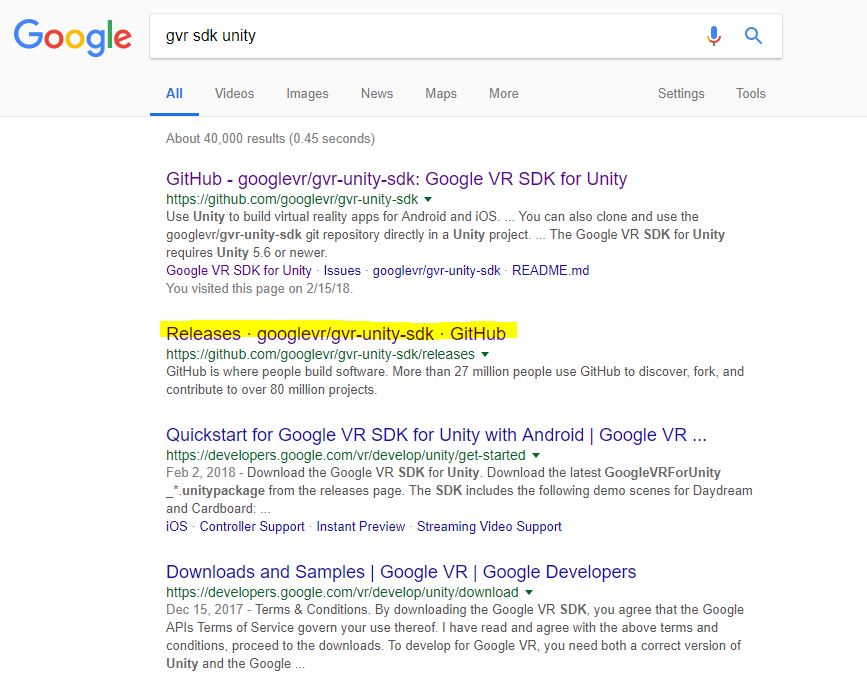 Google
gvr sdk unity
All Videos Images News Maps More Settings Tools
About 40,000 results (0.45 seconds)
GitHub - googlevr/gvr-unity-sdk: Google VR SDK for Unity
https://github.com/googlevr/gvr-unity-sdk
Use Unity to build virtual reality apps for Android and iOS. ... You can also clone and use the
googlevr/gvr-unity-sdk git repository directly in a Unity project. ... The Google VR SDK for Unity
requires Unity 5.6 or newer.
Google VR SDK for Unity · Issues · googlevr/gvr-unity-sdk · README.md
You visited this page on 2/15/18.
Releases · googlevr/gvr-unity-sdk · GitHub
https://github.com/googlevr/gvr-unity-sdk/releases
GitHub is where people build software. More than 27 million people use GitHub to discover, fork, and
contribute to over 80 million projects.
Quickstart for Google VR SDK for Unity with Android | Google VR ...
https://developers.google.com/vr/develop/unity/get-started
Feb 2, 2018 - Download the Google VR SDK for Unity. Download the latest GoogleVRForUnity
_*.unitypackage from the releases page. The SDK includes the following demo scenes for Daydream
and Cardboard: ...
iOS · Controller Support · Instant Preview · Streaming Video Support
Downloads and Samples | Google VR | Google Developers
https://developers.google.com/vr/develop/unity/download
Dec 15, 2017 - Terms & Conditions. By downloading the Google VR SDK, you agree that the Google
APIs Terms of Service govern your use thereof. I have read and agree with the above terms and
conditions, proceed to the downloads. To develop for Google VR, you need both a correct version of
Unity and the Google ...